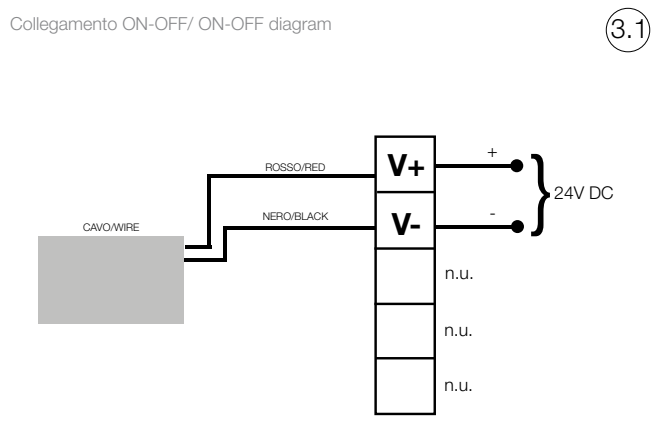 Collegamento ON-OFF/ ON-OFF diagram
3.1
ROSSO/RED
V+
+
24V DC
NERO/BLACK
V-
-
CAVO/WIRE
n.u.
n.u.
n.u.